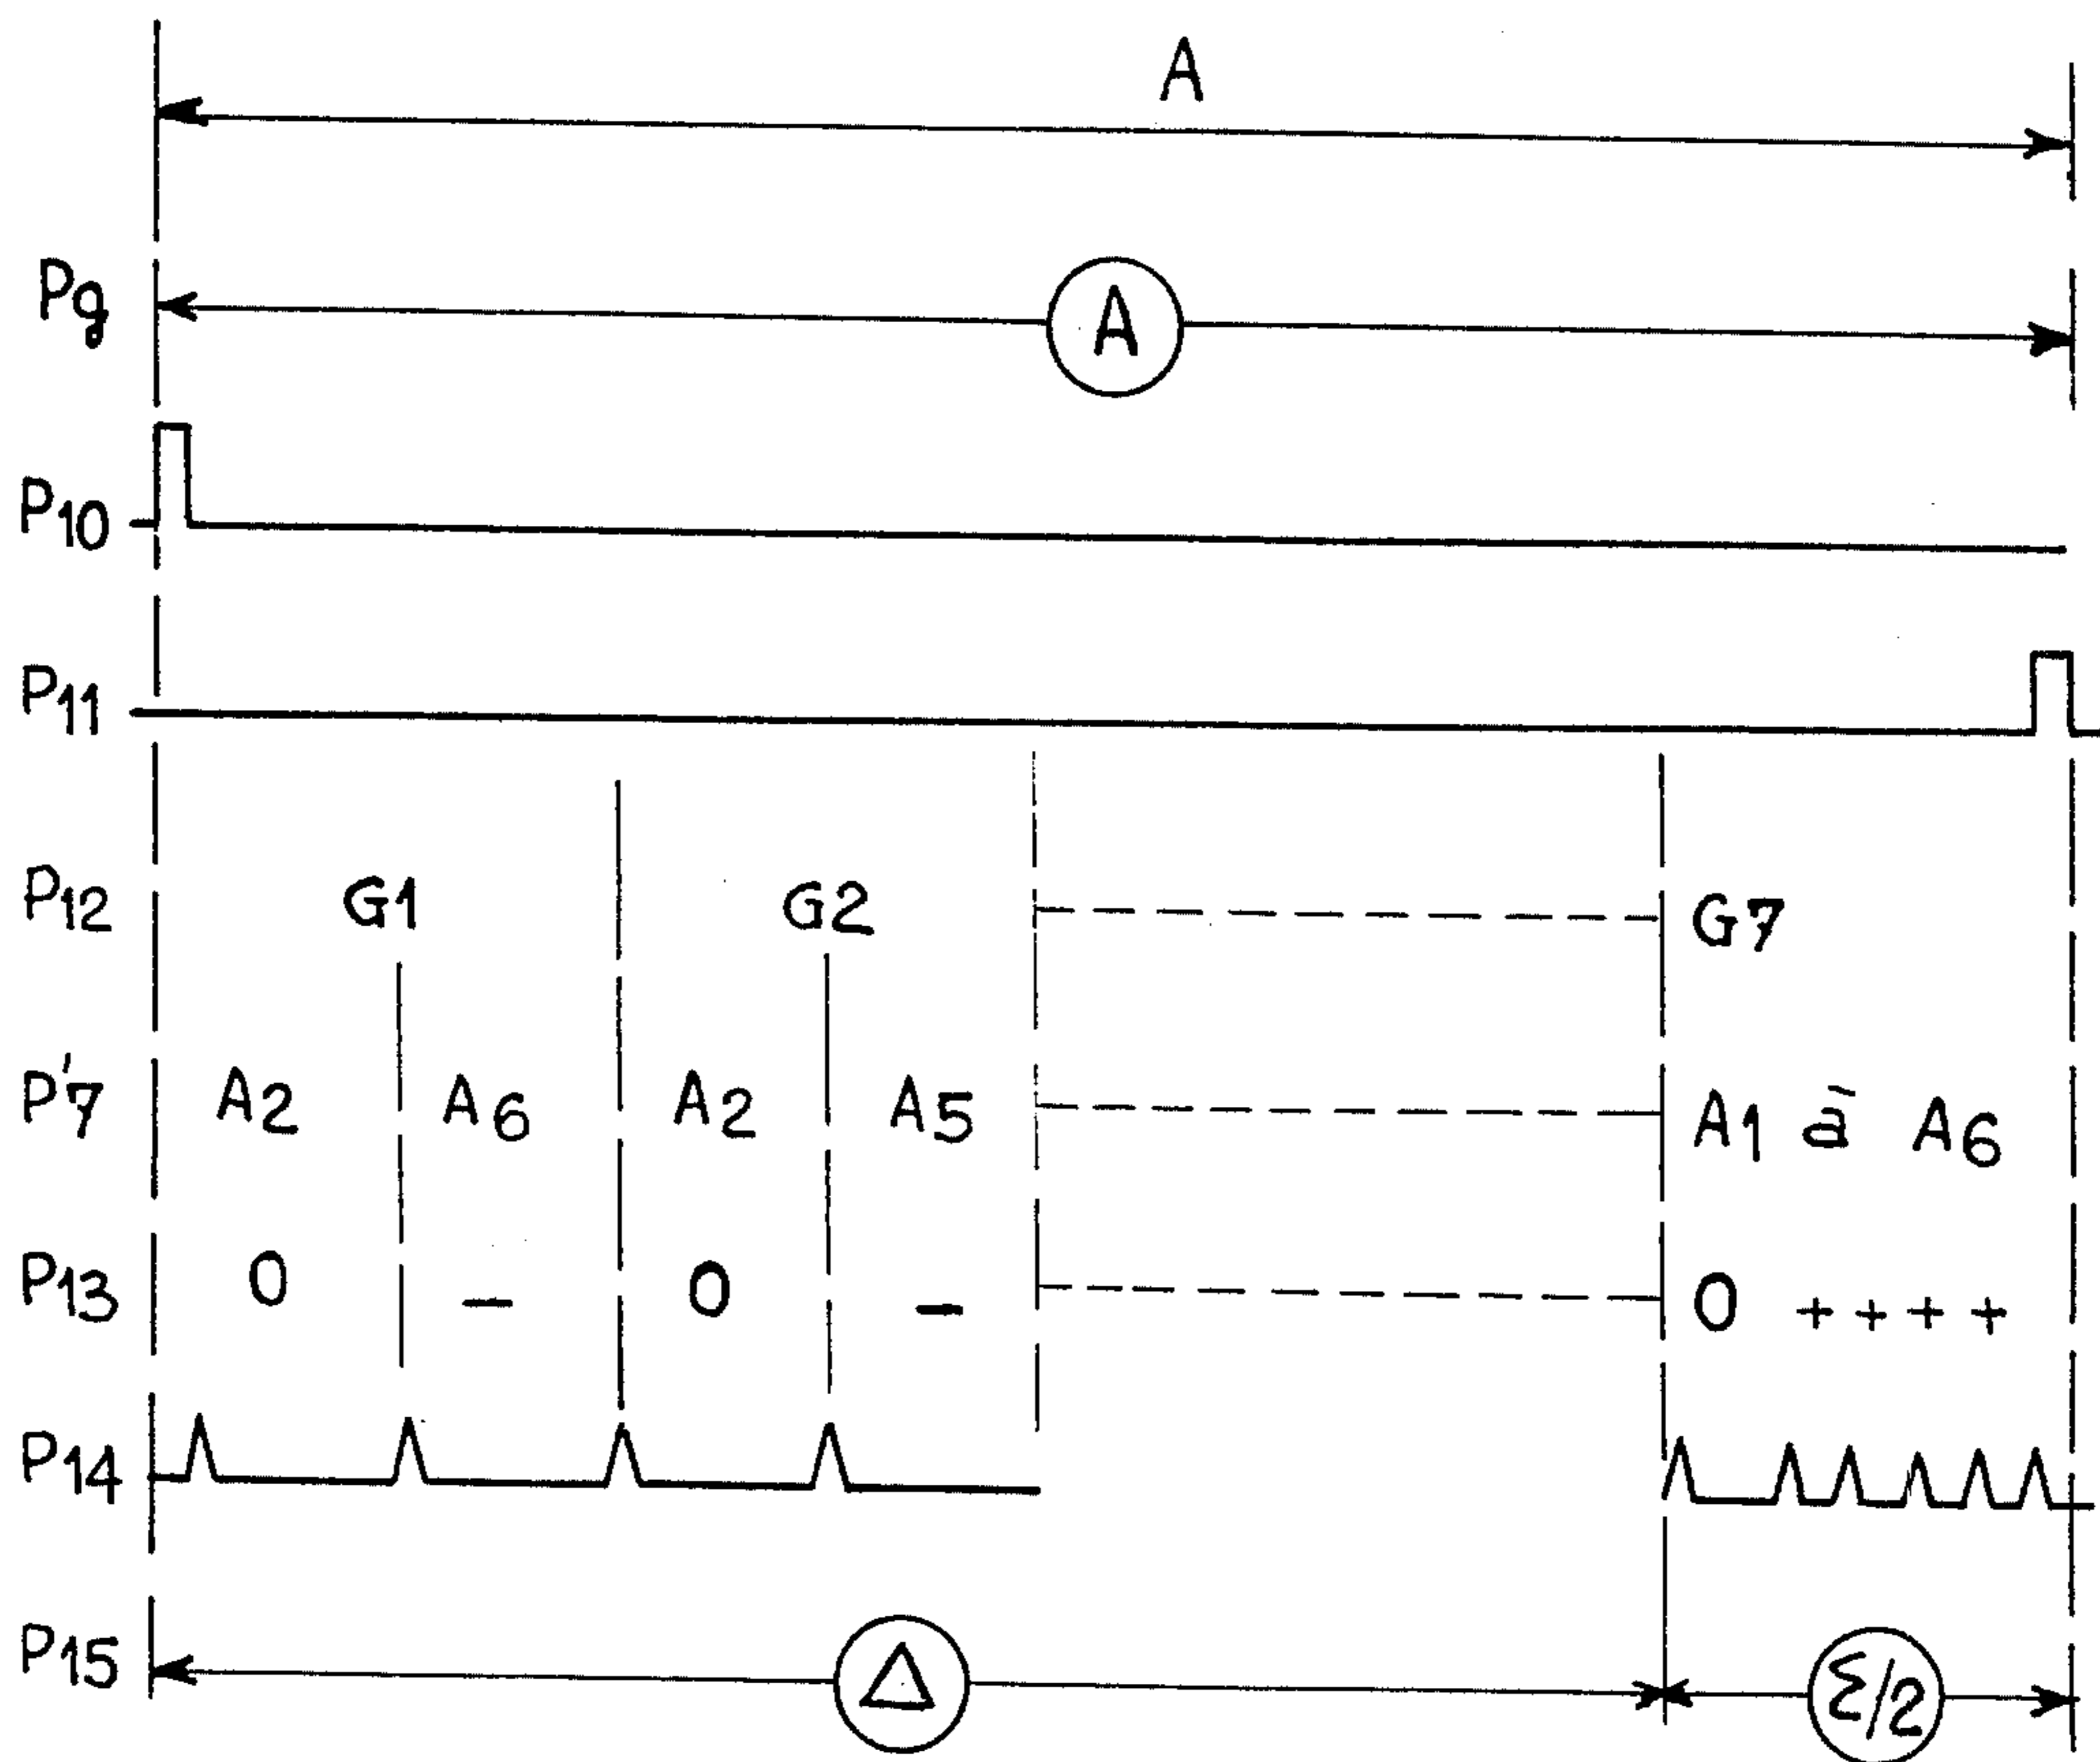 A
Pg A
P10
P11
P12 G1 G2 G7
P'7 A2 A6 A2 A5 A1 à A6
P13 0 - 0 - 0 + + + +
P14
P15 Δ Σ/2